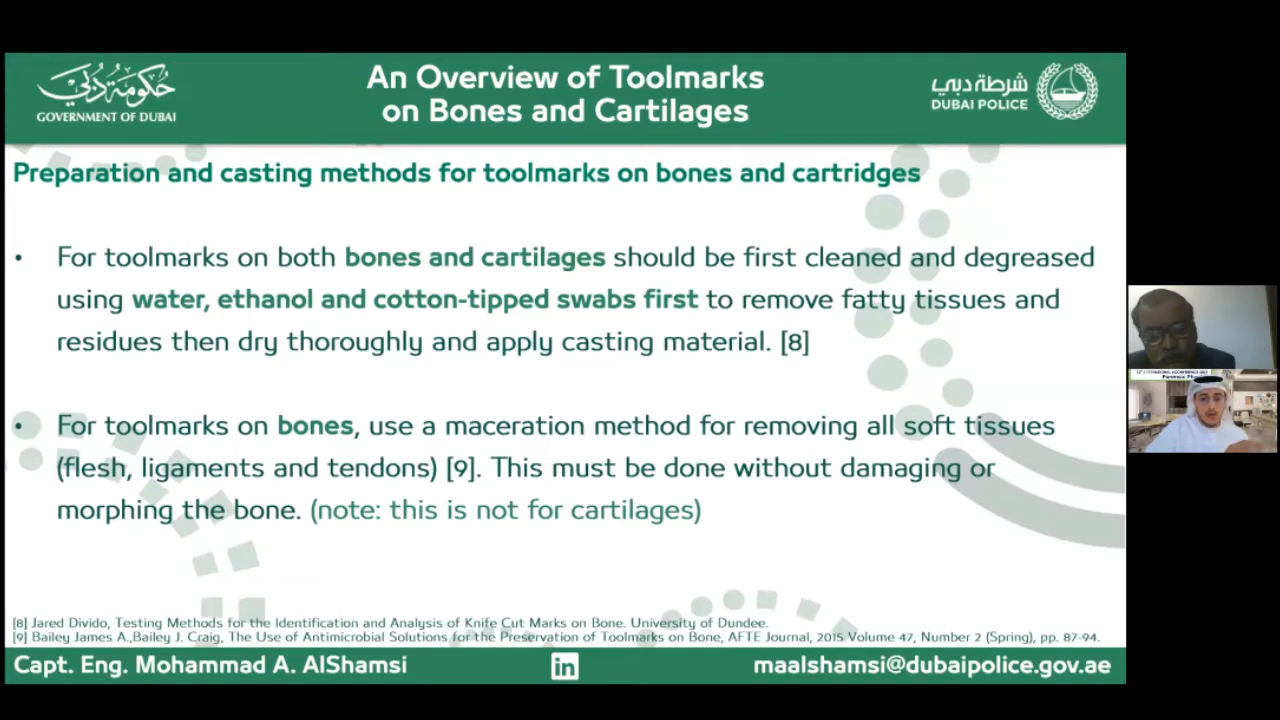 حكومة دبي
GOVERNMENT OF DUBAI
An Overview of Toolmarks
on Bones and Cartilages
شرطة دبي
DUBAI POLICE
Preparation and casting methods for toolmarks on bones and cartridges
• For toolmarks on both bones and cartilages should be first cleaned and degreased
using water, ethanol and cotton-tipped swabs first to remove fatty tissues and
residues then dry thoroughly and apply casting material. [8]
• For toolmarks on bones, use a maceration method for removing all soft tissues
(flesh, ligaments and tendons) [9]. This must be done without damaging or
morphing the bone. (note: this is not for cartilages)
[8] Jared Divido, Testing Methods for the Identification and Analysis of Knife Cut Marks on Bone. University of Dundee.
[9] Bailey James A.,Bailey J. Craig, The Use of Antimicrobial Solutions for the Preservation of Toolmarks on Bone, AFTE Journal, 2015 Volume 47, Number 2 (Spring), pp. 87-94.
Capt. Eng. Mohammad A. AlShamsi
in
maalshamsi@dubaipolice.gov.ae